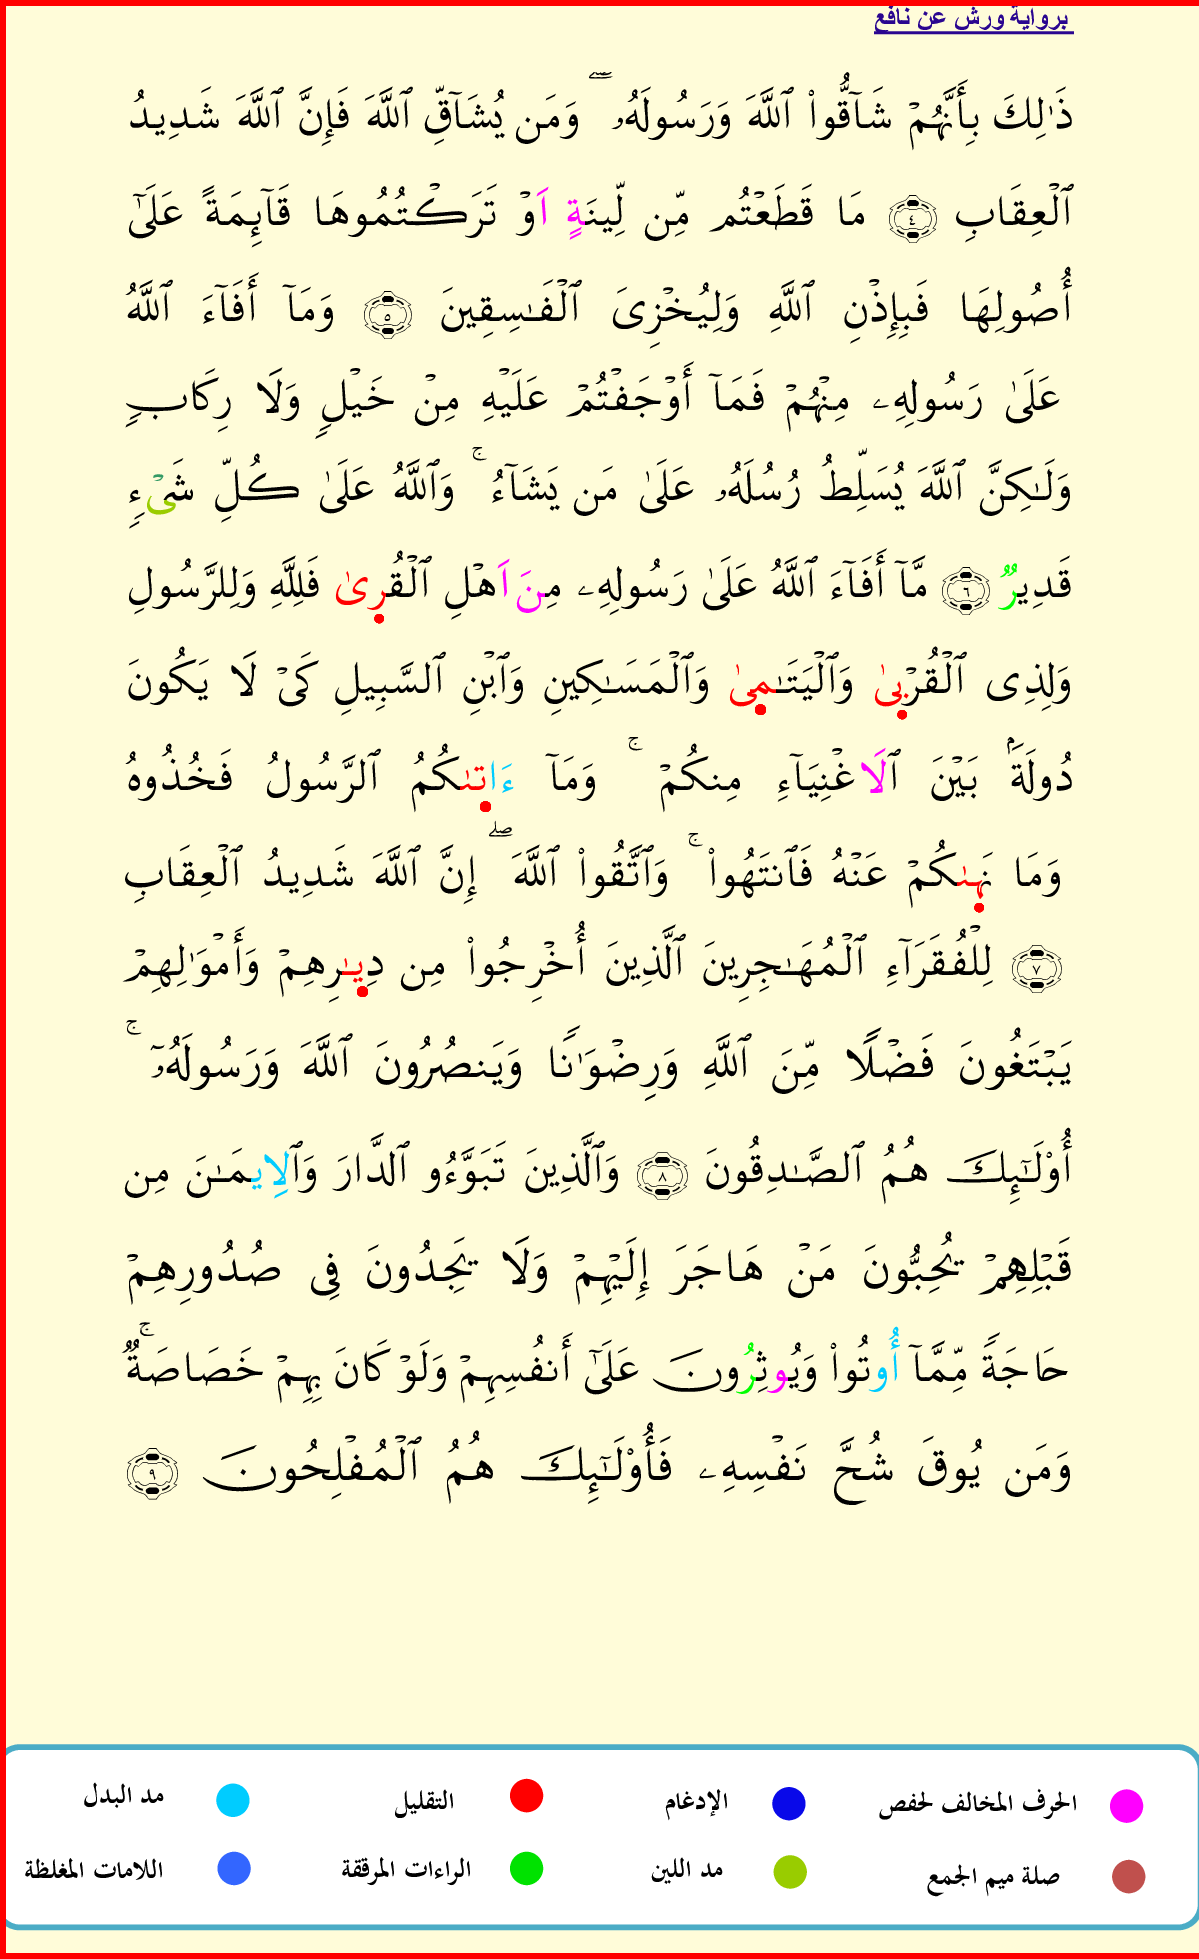 برواية ورش عن نافع
ذَٰلِكَ بِأَنَّهُمْ شَآقُّوا۟ ٱللَّهَ وَرَسُولَهُۥ ۖ وَمَن يُشَآقِّ ٱللَّهَ فَإِنَّ ٱللَّهَ شَدِيدُ
ٱلْعِقَابِ ٤ مَا قَطَعْتُم مِّن لِّينَةٍ اَوْ تَرَكْتُمُوهَا قَآئِمَةً عَلَىٰٓ
أُصُولِهَا فَبِإِذْنِ ٱللَّهِ وَلِيُخْزِىَ ٱلْفَـٰسِقِينَ ٥ وَمَآ أَفَآءَ ٱللَّهُ
عَلَىٰ رَسُولِهِۦ مِنْهُمْ فَمَآ أَوْجَفْتُمْ عَلَيْهِ مِنْ خَيْلٍ وَلَا رِكَابٍ
وَلَـٰكِنَّ ٱللَّهَ يُسَلِّطُ رُسُلَهُۥ عَلَىٰ مَن يَشَآءُ ۚ وَٱللَّهُ عَلَىٰ كُلِّ شَىْءٍ
قَدِيرٌ ٦ مَّآ أَفَآءَ ٱللَّهُ عَلَىٰ رَسُولِهِۦ مِنَ اَهْلِ ٱلْقُرىٰ فَلِلَّهِ وَلِلرَّسُولِ
وَلِذِى ٱلْقُرْبىٰ وَٱلْيَتَـٰمىٰ وَٱلْمَسَـٰكِينِ وَٱبْنِ ٱلسَّبِيلِ كَىْ لَا يَكُونَ
دُولَةَۢ بَيْنَ ٱلَاغْنِيَآءِ مِنكُمْ ۚ وَمَآ ءَاتىٰكُمُ ٱلرَّسُولُ فَخُذُوهُ
وَمَا نَهىٰكُمْ عَنْهُ فَٱنتَهُوا۟ ۚ وَٱتَّقُوا۟ ٱللَّهَ ۖ إِنَّ ٱللَّهَ شَدِيدُ ٱلْعِقَابِ
٧ لِلْفُقَرَآءِ ٱلْمُهَـٰجِرِينَ ٱلَّذِينَ أُخْرِجُوا۟ مِن دِيـٰرِهِمْ وَأَمْوَٰلِهِمْ
يَبْتَغُونَ فَضْلًا مِّنَ ٱللَّهِ وَرِضْوَٰنًا وَيَنصُرُونَ ٱللَّهَ وَرَسُولَهُۥٓ ۚ
أُو۟لَـٰٓئِكَ هُمُ ٱلصَّـٰدِقُونَ ٨ وَٱلَّذِينَ تَبَوَّءُو ٱلدَّارَ وَٱلِايمَـٰنَ مِن
قَبْلِهِمْ يُحِبُّونَ مَنْ هَاجَرَ إِلَيْهِمْ وَلَا يَجِدُونَ فِى صُدُورِهِمْ
حَاجَةً مِّمَّآ أُوتُوا۟ وَيُوثِرُونَ عَلَىٰٓ أَنفُسِهِمْ وَلَوْ كَانَ بِهِمْ خَصَاصَةٌ ۚ
وَمَن يُوقَ شُحَّ نَفْسِهِۦ فَأُو۟لَـٰٓئِكَ هُمُ ٱلْمُفْلِحُونَ ٩
الحرف المخالف لحفص الإدغام التقليل مد البدل
صلة ميم الجمع مد اللين الراءات المرققة اللامات المغلظة